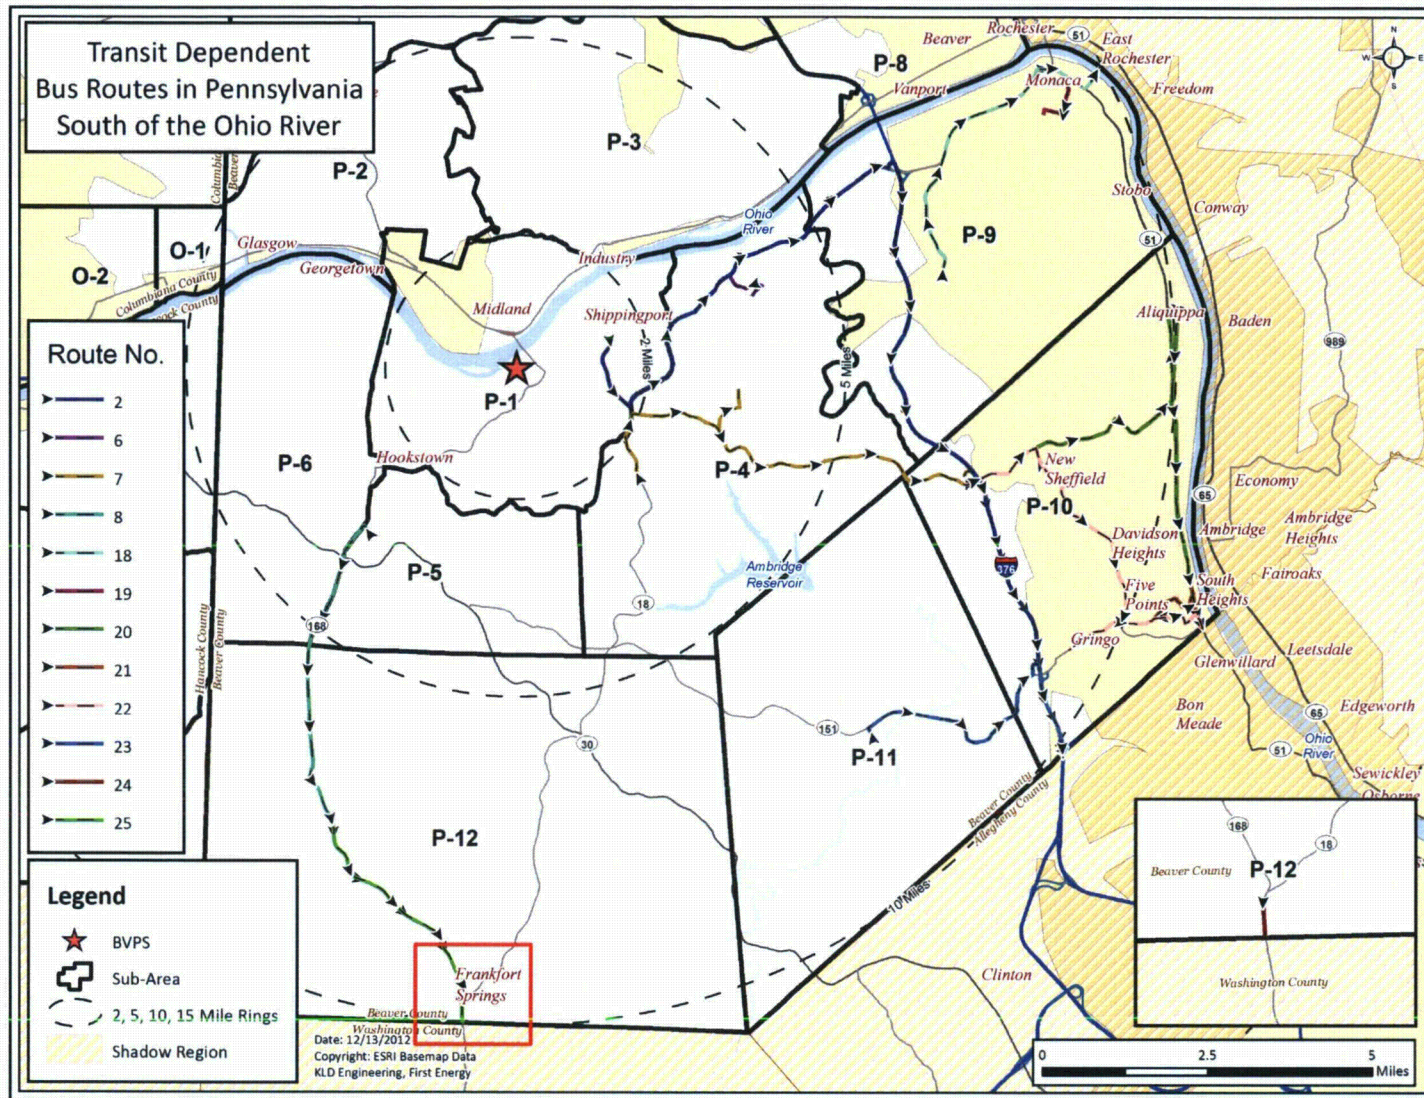 Transit Dependent
Bus Routes in Pennsylvania
South of the Ohio River
Rochester
51
East
Rochester
Beaver
P-8
Vanport
Monaca
Freedom
N
W
E
S
P-3
P-2
Beaver
Stobo
Conway
Ohio
River
P-9
51
O-1
Glasgow
Georgetown
Industry
O-2
Columbiana County
Midland
Shippingport
Aliquippa
Baden
989
2 Miles
5 Miles
P-1
Route No.
2
6
7
8
18
19
20
21
22
23
24
25
P-6
Hookstown
P-4
New
Sheffield
Economy
65
P-10
Ambridge
Ambridge
Heights
Davidson
Heights
Fairoaks
376
P-5
Ambridge
Reservoir
Five
Points
South
Heights
18
168
Gringo
Leetsdale
Glenwillard
Hancock County
Beaver County
Bon
Meade
Edgeworth
65
Ohio
River
51
151
30
P-11
Sewickley
Osborne
Beaver County
Allegheny County
P-12
10 Miles
168
18
Beaver County
P-12
Washington County
Clinton
Frankfort
Springs
Beaver County
Washington County
Legend
BVPS
Sub-Area
2, 5, 10, 15 Mile Rings
Shadow Region
Date: 12/13/2012
Copyright: ESRI Basemap Data
KLD Engineering, First Energy
0
2.5
5
Miles